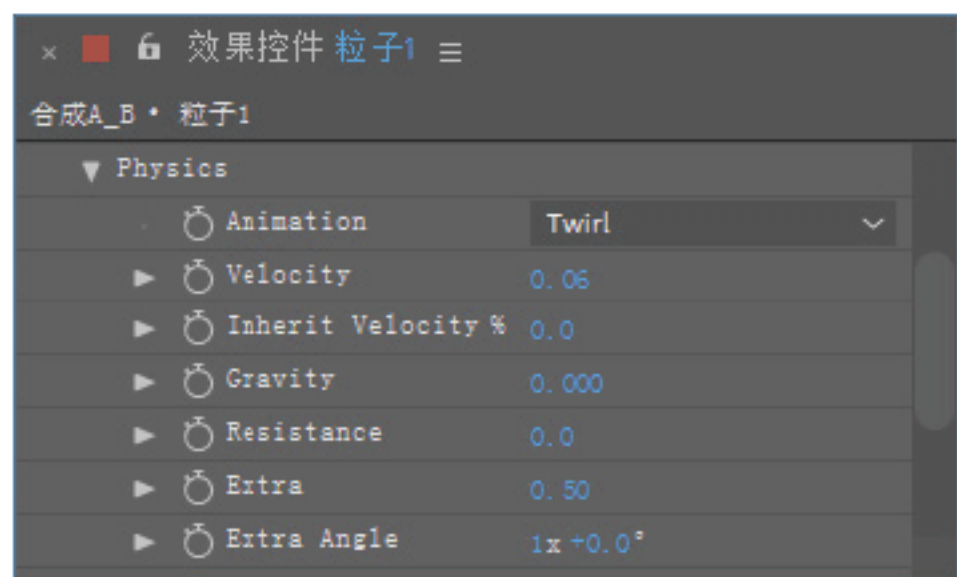 × 效果控件 粒子1 ≡
合成A_B • 粒子1
Physics
Animation Twirl
Velocity 0.06
Inherit Velocity % 0.0
Gravity 0.000
Resistance 0.0
Extra 0.50
Extra Angle 1x+0.0°